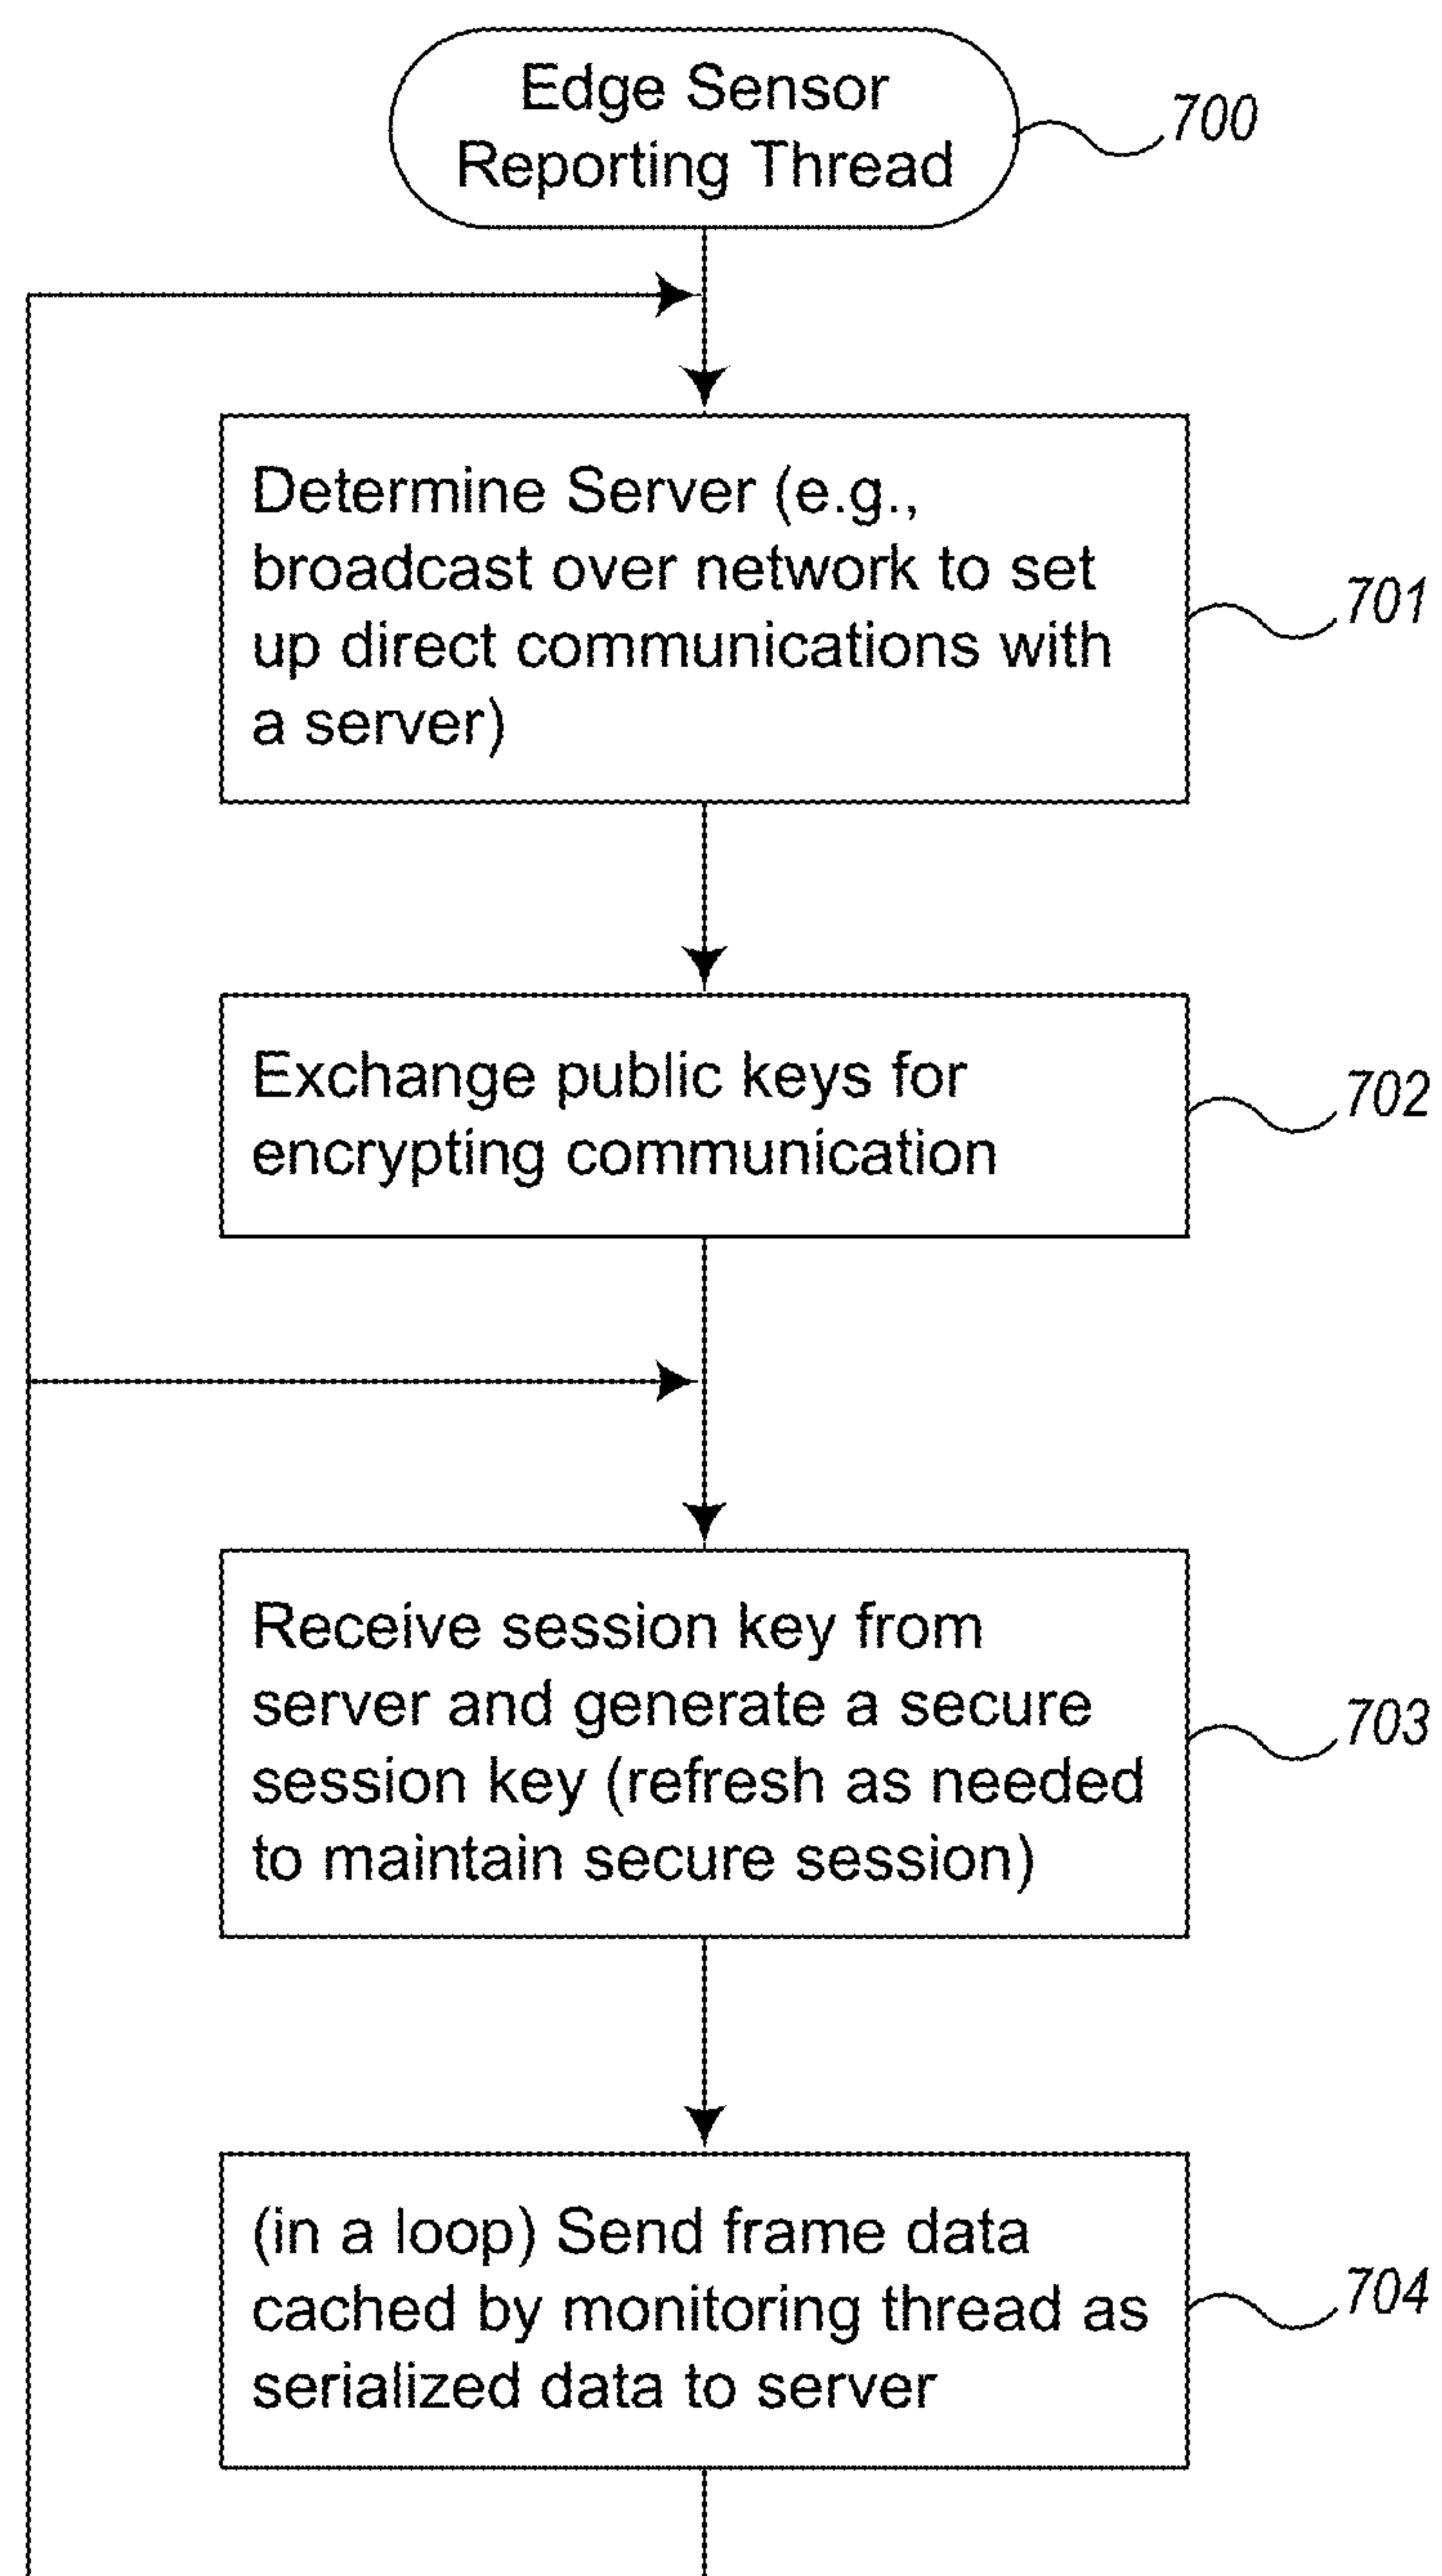 Edge Sensor
Reporting Thread
700
Determine Server (e.g.,
broadcast over network to set
up direct communications with
a server)
701
Exchange public keys for
encrypting communication
702
Receive session key from
server and generate a secure
session key (refresh as needed
to maintain secure session)
703
(in a loop) Send frame data
cached by monitoring thread as
serialized data to server
704